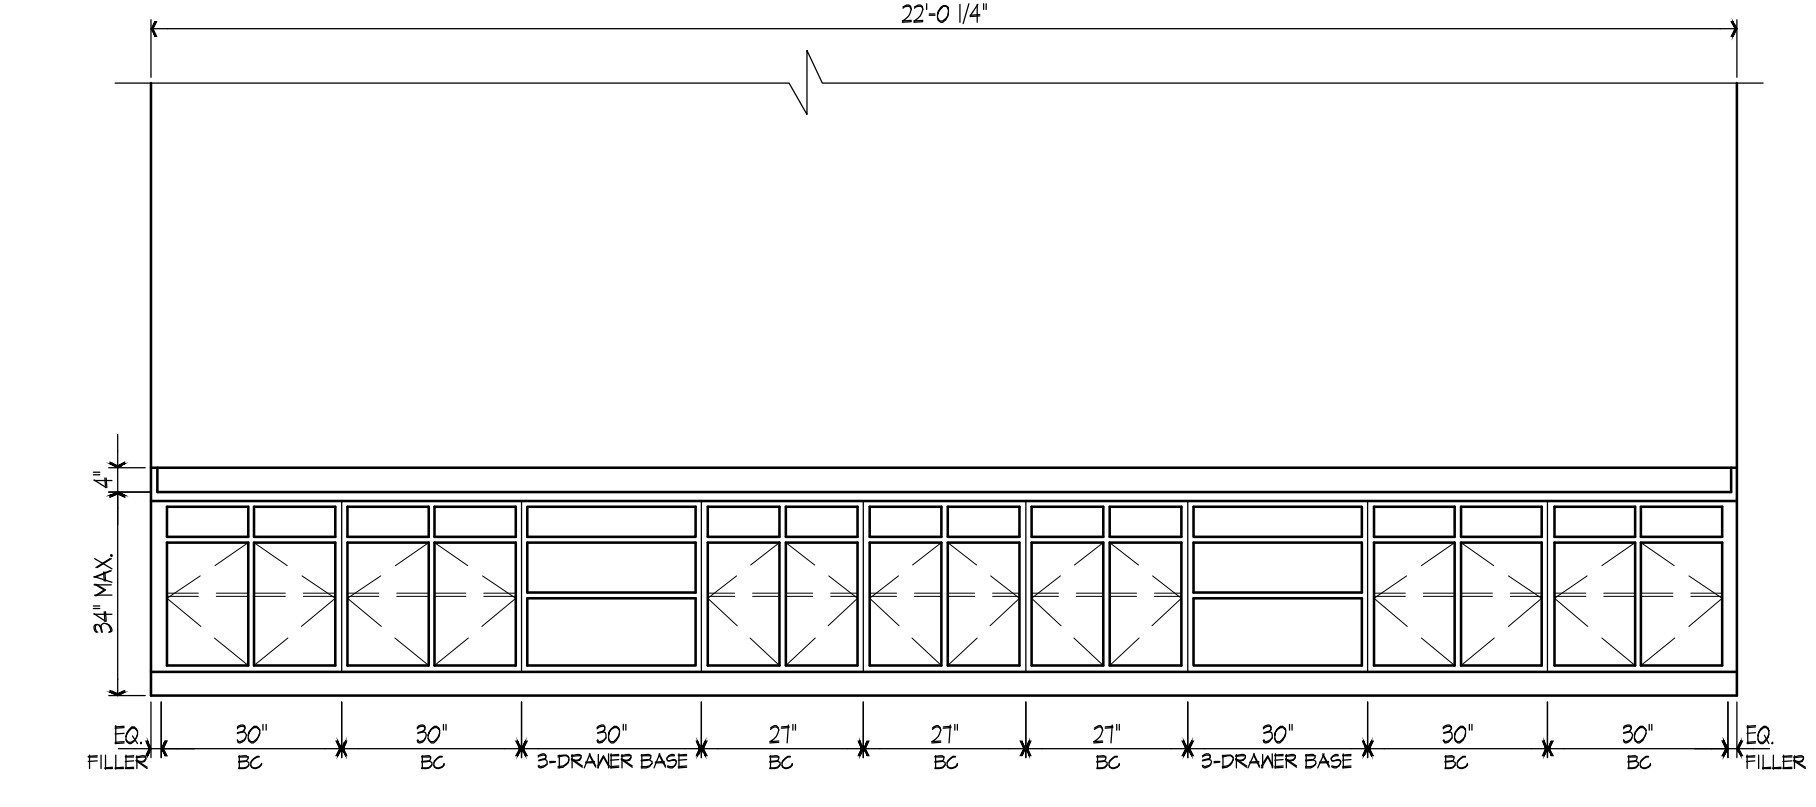 22'-0 1/4"
4"
34" MAX.
EQ. 30" 30" 30" 27" 27" 27" 30" 30" 30" EQ.
FILLER BC BC 3-DRAWER BASE BC BC BC 3-DRAWER BASE BC BC FILLER